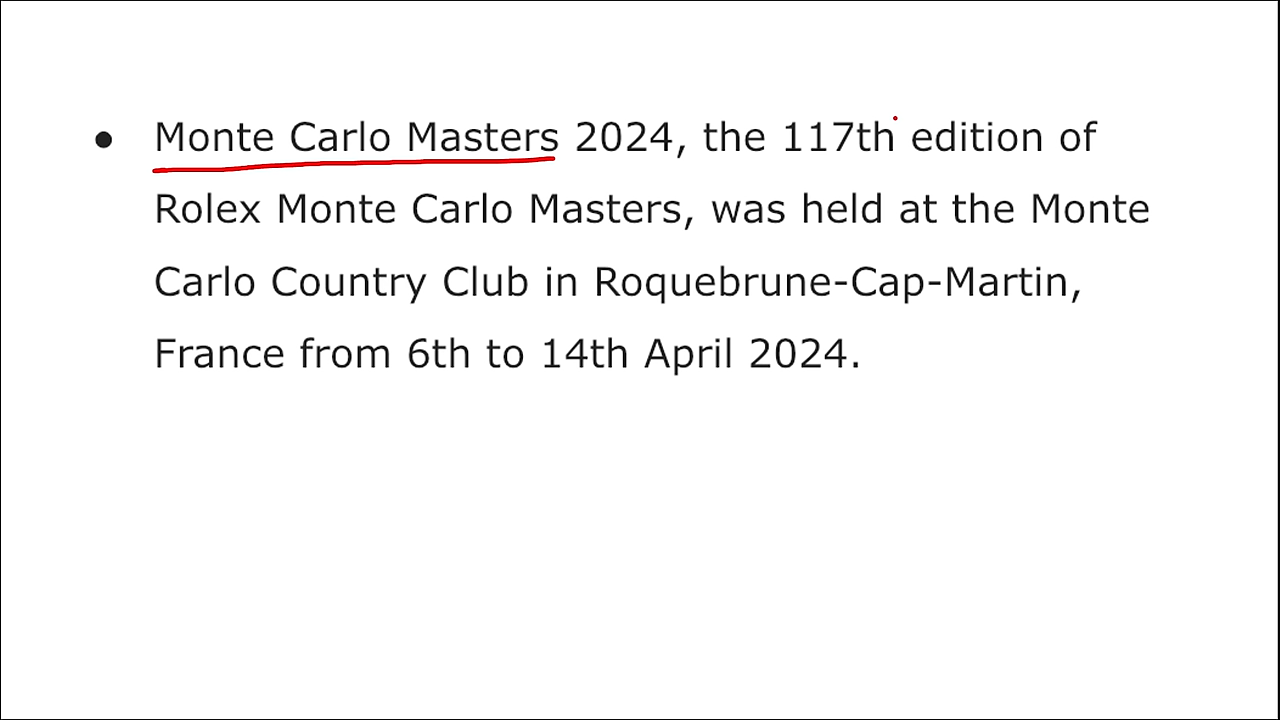 ● Monte Carlo Masters 2024, the 117th edition of
Rolex Monte Carlo Masters, was held at the Monte
Carlo Country Club in Roquebrune-Cap-Martin,
France from 6th to 14th April 2024.